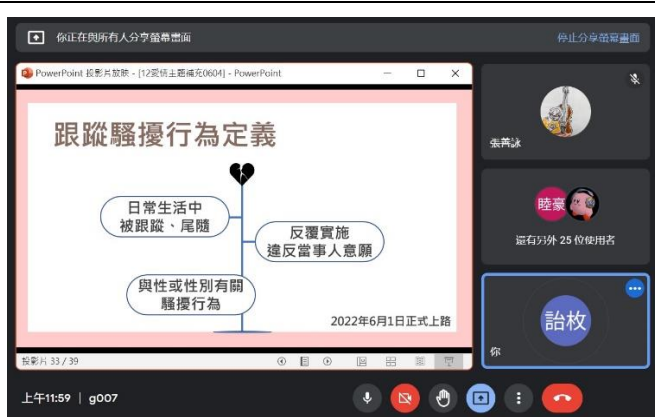 你正在與所有人分享螢幕畫面
停止分享螢幕畫面
PowerPoint 投影片放映 - [12愛情主題補充0604] - PowerPoint
跟蹤騷擾行為定義
日常生活中
被跟蹤、尾隨
反覆實施
違反當事人意願
與性或性別有關
騷擾行為
2022年6月1日正式上路
投影片 33 / 39
張菁詠
睦豪
還有另外 25 位使用者
詒枚
你
上午11:59 | g007